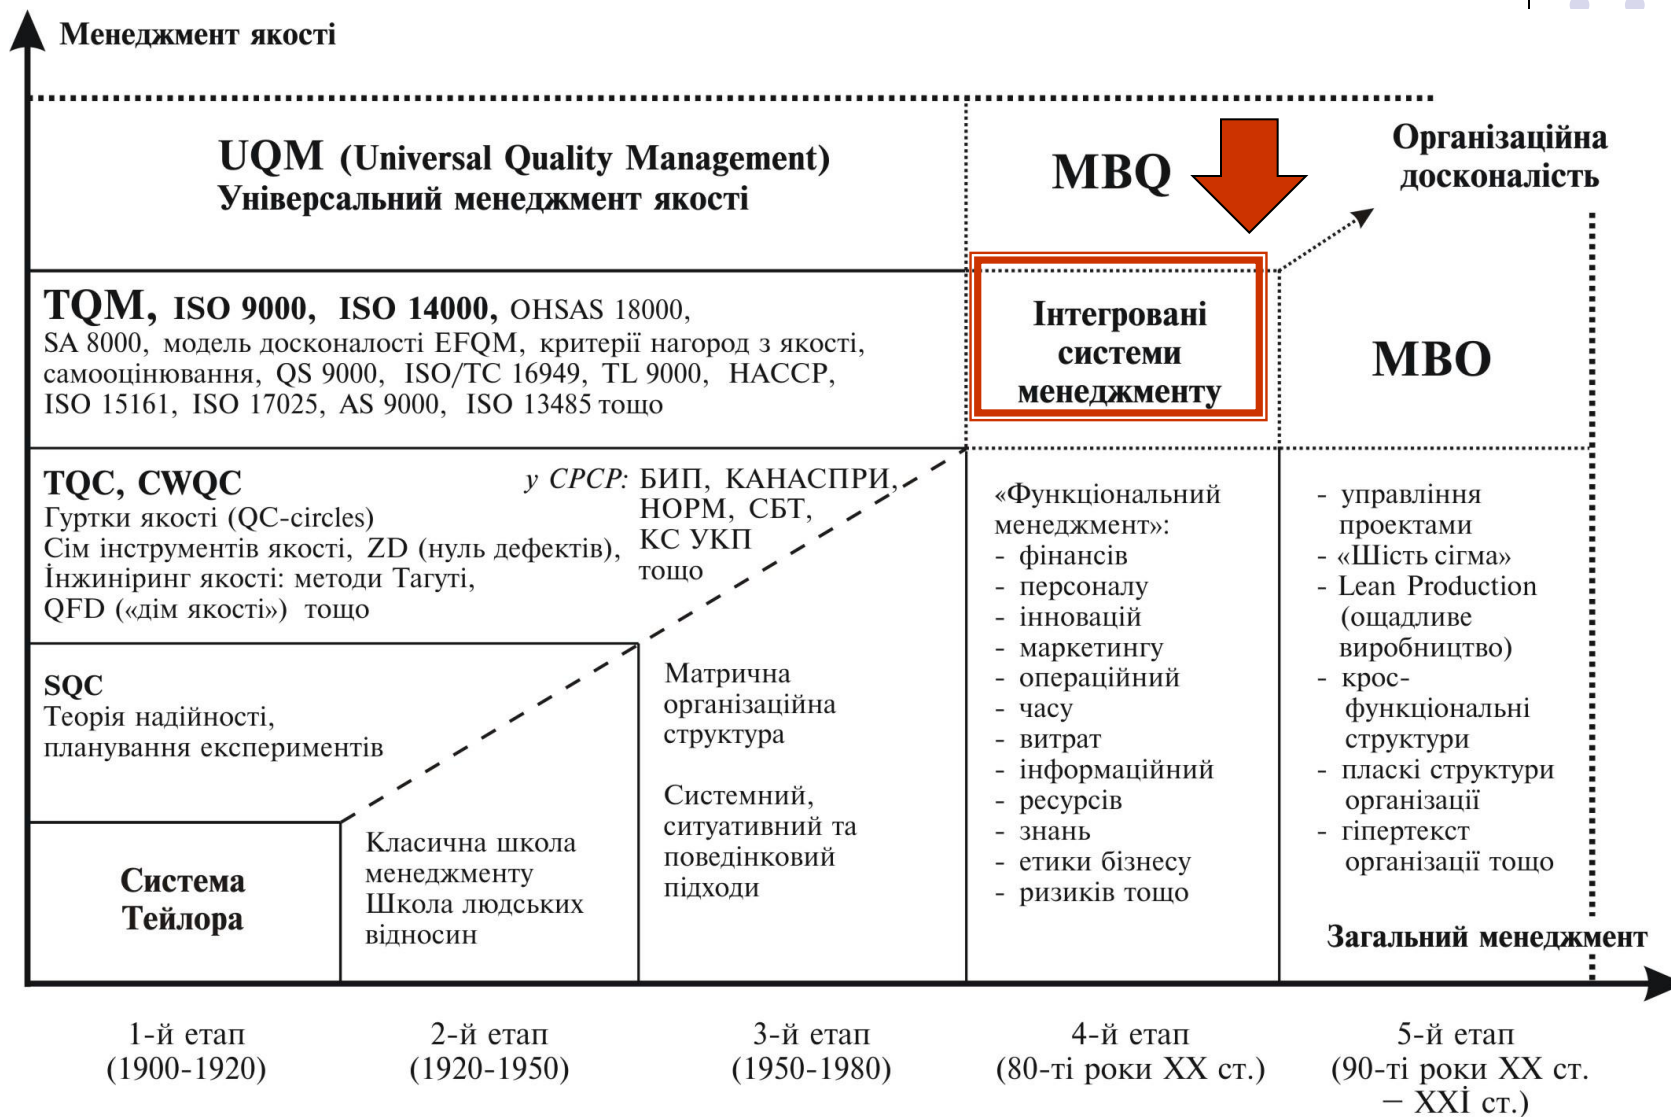 Менеджмент якості
UQM (Universal Quality Management)
Універсальний менеджмент якості
MBQ
Організаційна
досконалість
TQM, ISO 9000, ISO 14000, OHSAS 18000,
SA 8000, модель досконалості EFQM, критерії нагород з якості,
самооцінювання, QS 9000, ISO/TC 16949, TL 9000, HACCP,
ISO 15161, ISO 17025, AS 9000, ISO 13485 тощо
Інтегровані
системи
менеджменту
MBO
TQC, CWQC
Гуртки якості (QC-circles)
Сім інструментів якості, ZD (нуль дефектів),
Інжиніринг якості: методи Тагуті,
QFD («дім якості») тощо
у СРСР: БИП, КАНАСПРИ,
НОРМ, СБТ,
КС УКП
тощо
SQC
Теорія надійності,
планування експериментів
Система
Тейлора
Класична школа
менеджменту
Школа людських
відносин
Матрична
організаційна
структура
Системний,
ситуативний та
поведінковий
підходи
«Функціональний
менеджмент»:
- фінансів
- персоналу
- інновацій
- маркетингу
- операційний
- часу
- витрат
- інформаційний
- ресурсів
- знань
- етики бізнесу
- ризиків тощо
- управління
проектами
- «Шість сігма»
- Lean Production
(ощадливе
виробництво)
- крос-
функціональні
структури
- пласкі структури
організації
- гіпертекст
організації тощо
Загальний менеджмент
1-й етап
(1900-1920)
2-й етап
(1920-1950)
3-й етап
(1950-1980)
4-й етап
(80-ті роки XX ст.)
5-й етап
(90-ті роки XX ст.
– XXІ ст.)